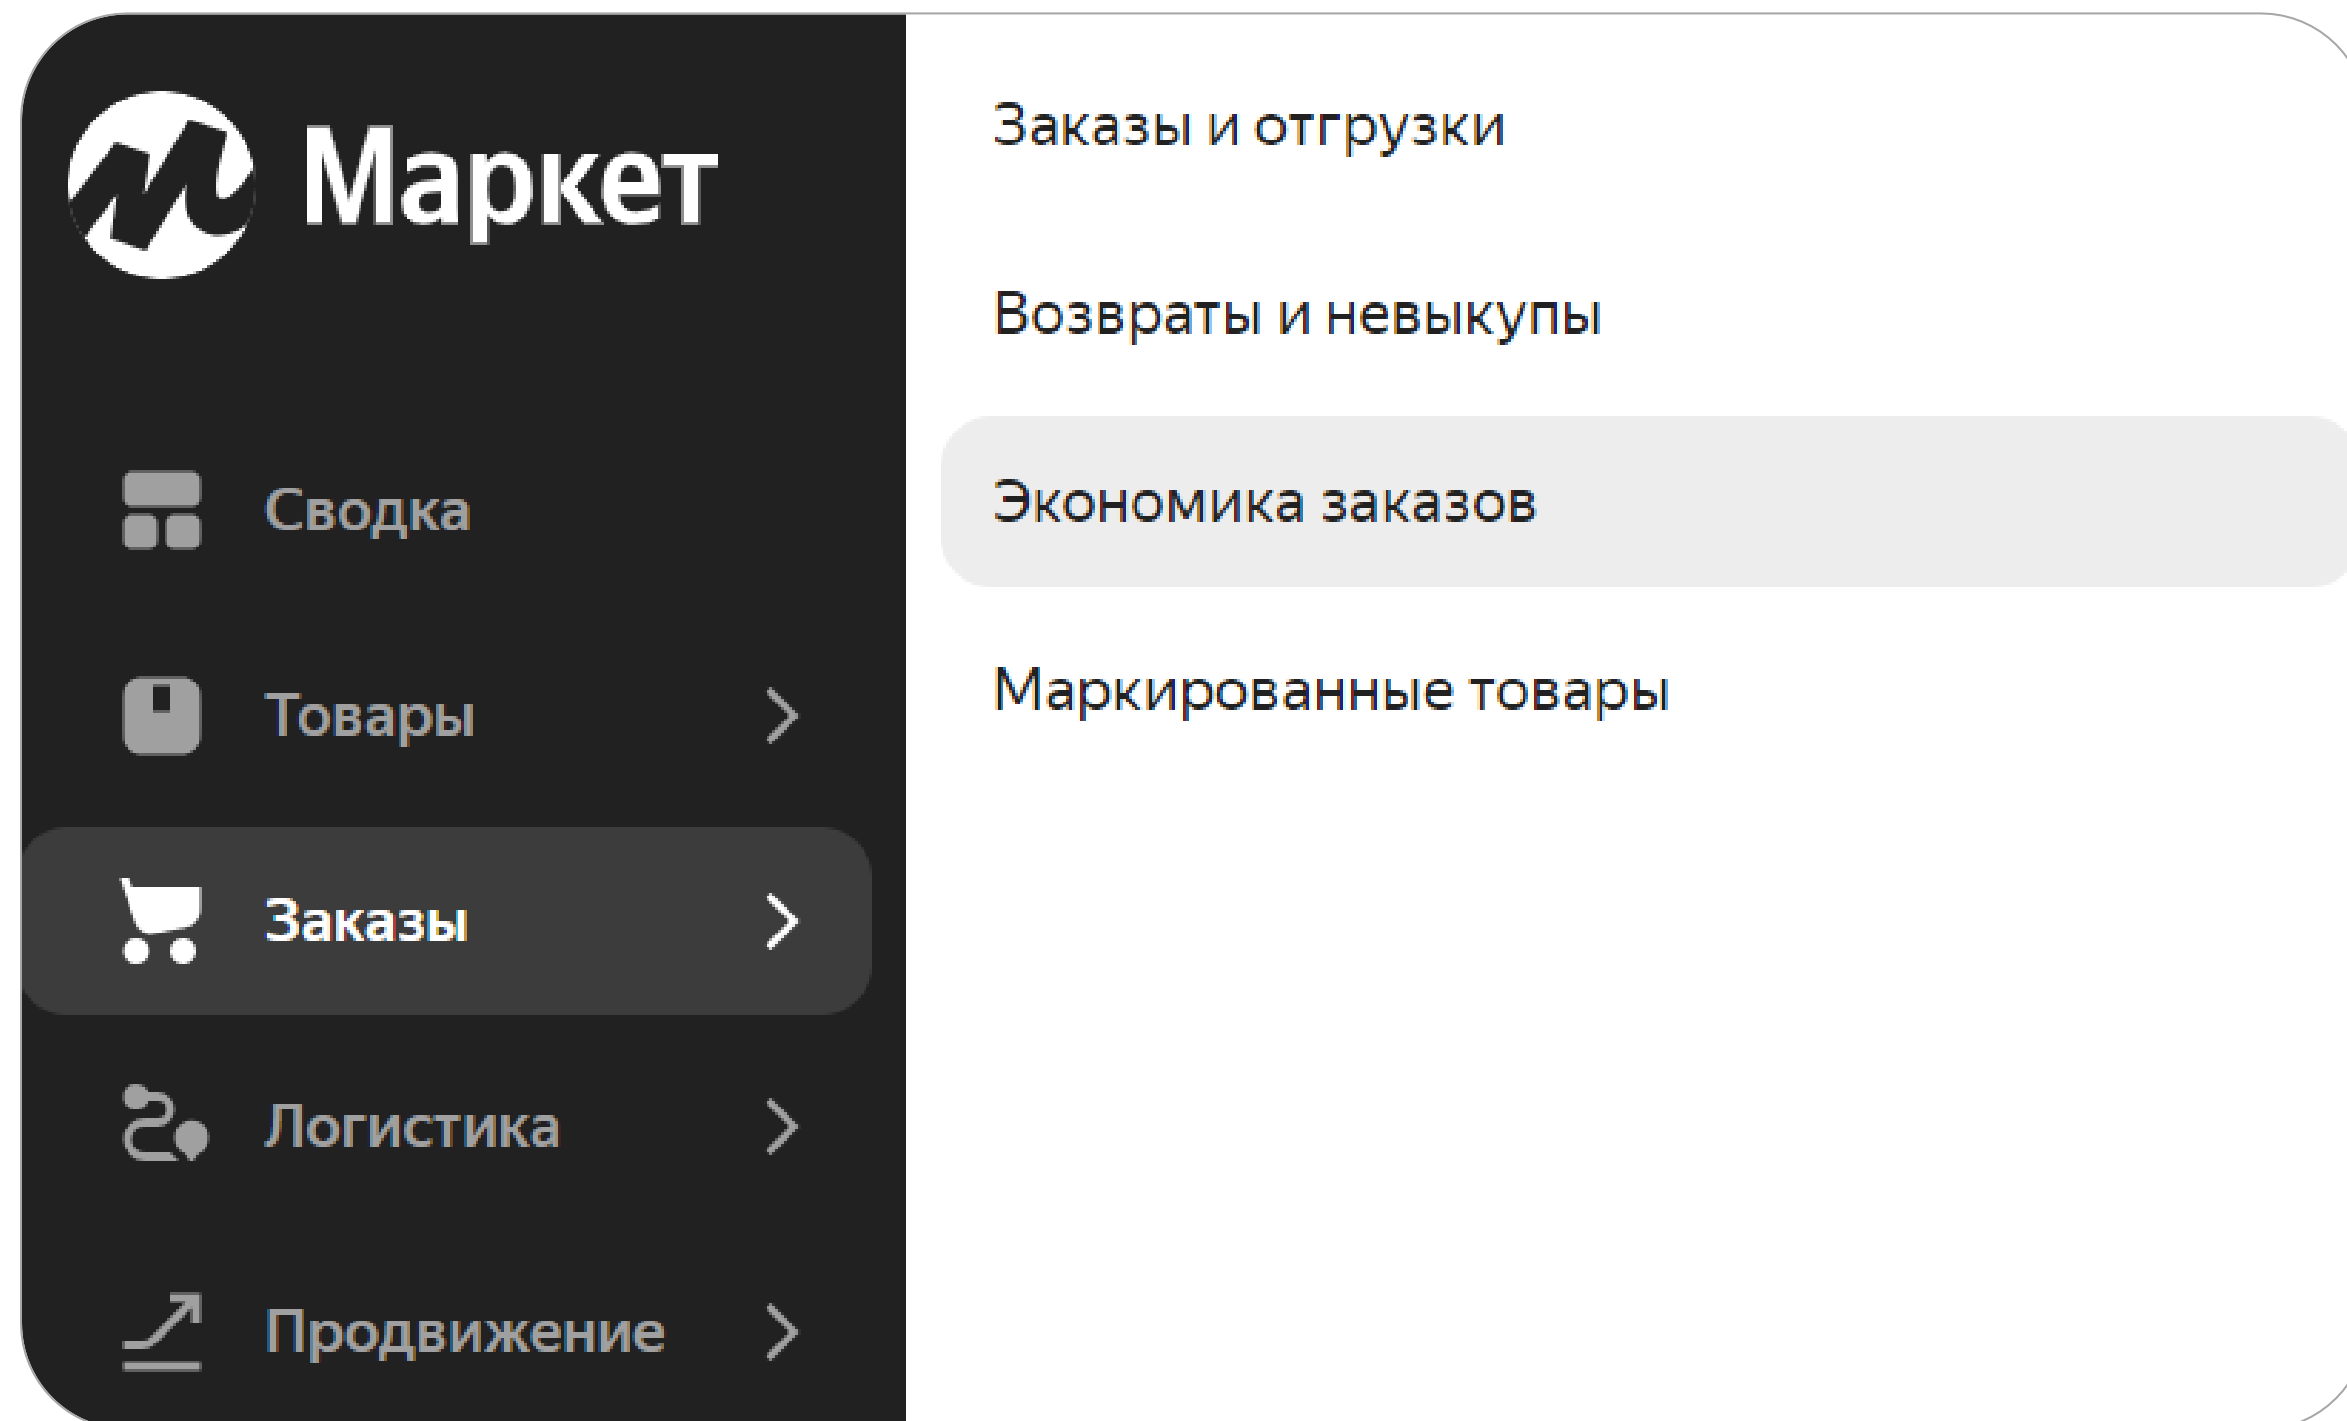 Маркет
Сводка
Товары
Заказы
Логистика
Продвижение
Заказы и отгрузки
Возвраты и невыкупы
Экономика заказов
Маркированные товары